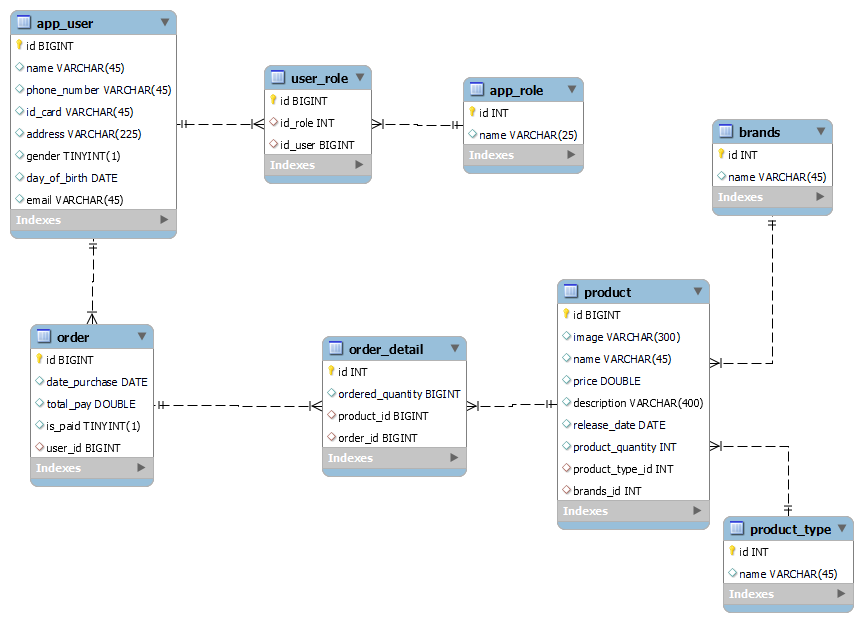 app_user
id BIGINT
name VARCHAR(45)
phone_number VARCHAR(45)
id_card VARCHAR(45)
address VARCHAR(225)
gender TINYINT(1)
day_of_birth DATE
email VARCHAR(45)
Indexes
user_role
id BIGINT
id_role INT
id_user BIGINT
Indexes
app_role
id INT
name VARCHAR(25)
Indexes
brands
id INT
name VARCHAR(45)
Indexes
order
id BIGINT
date_purchase DATE
total_pay DOUBLE
is_paid TINYINT(1)
user_id BIGINT
Indexes
order_detail
id INT
ordered_quantity BIGINT
product_id BIGINT
order_id BIGINT
Indexes
product
id BIGINT
image VARCHAR(300)
name VARCHAR(45)
price DOUBLE
description VARCHAR(400)
release_date DATE
product_quantity INT
product_type_id INT
brands_id INT
Indexes
product_type
id INT
name VARCHAR(45)
Indexes